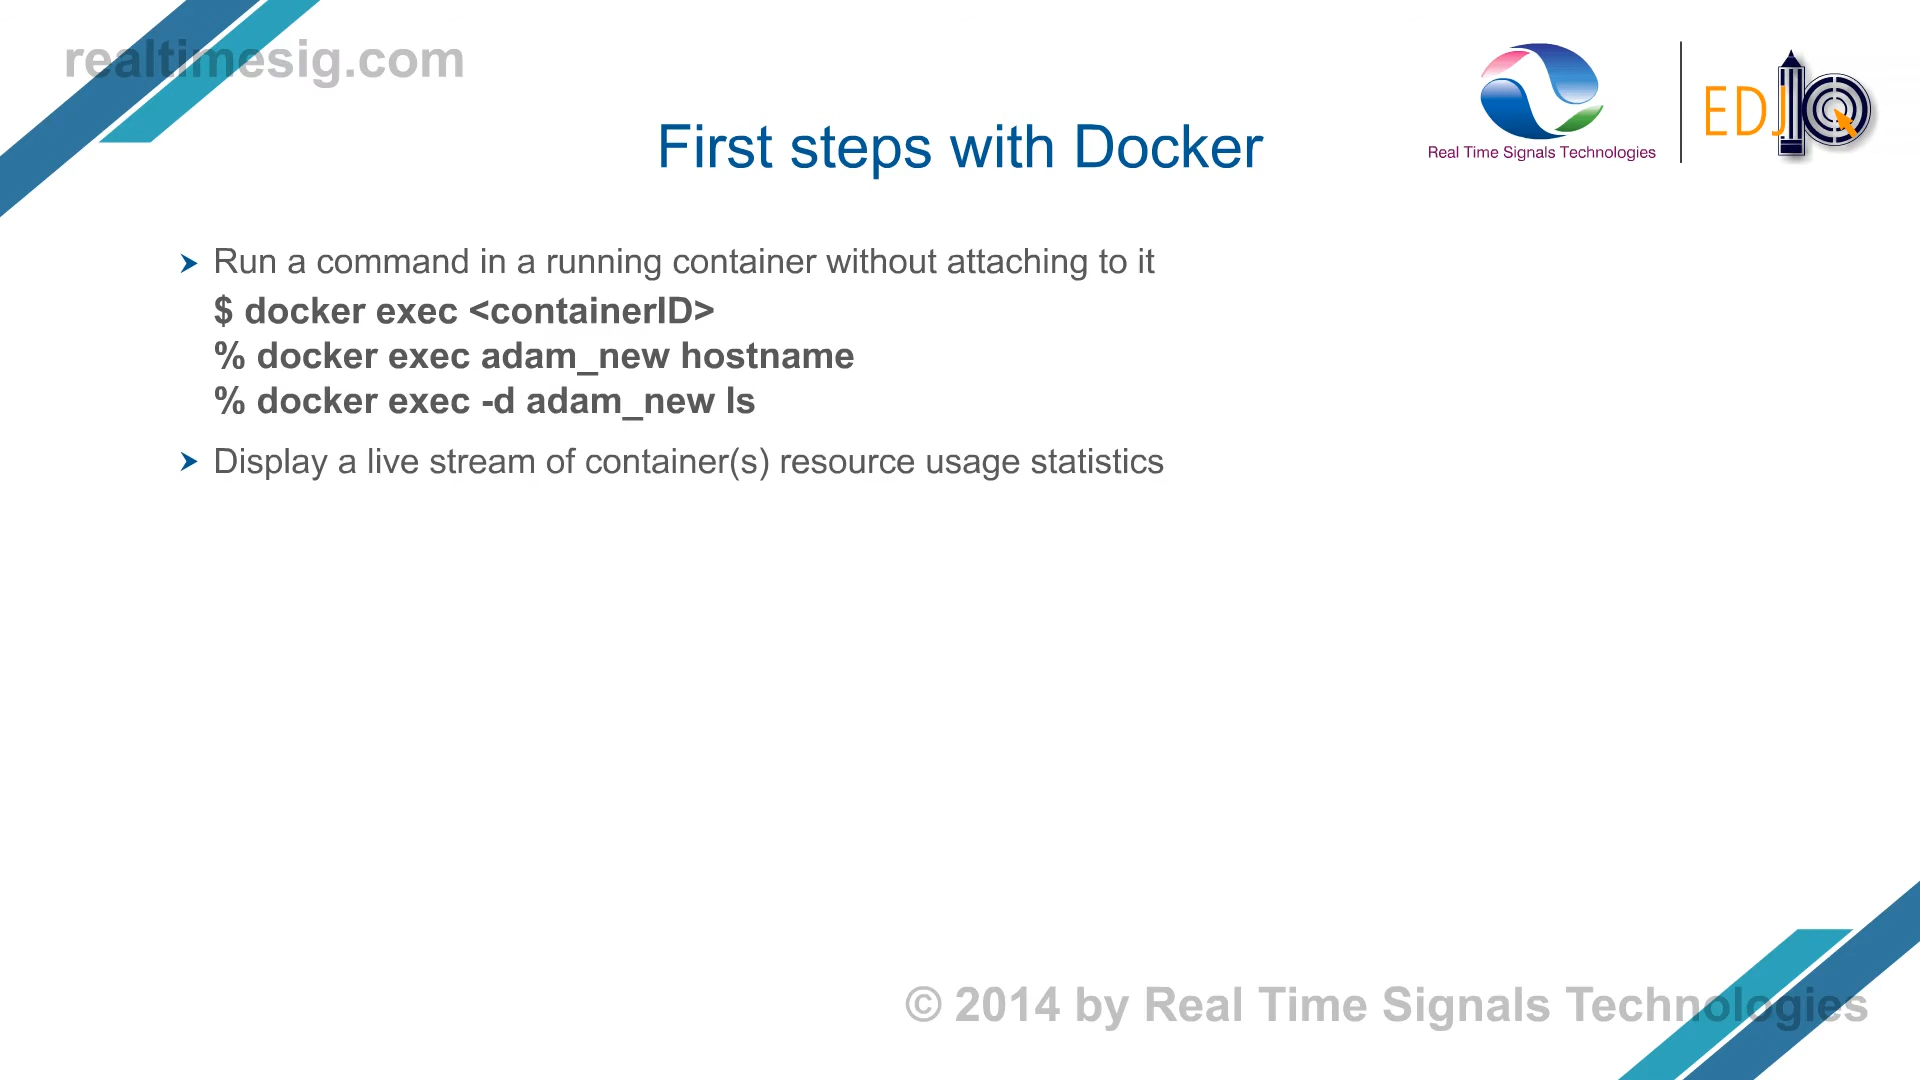 realtimesig.com
Real Time Signals Technologies
EDJIQ
First steps with Docker
Run a command in a running container without attaching to it
$ docker exec <containerID>
% docker exec adam_new hostname
% docker exec -d adam_new ls
Display a live stream of container(s) resource usage statistics
© 2014 by Real Time Signals Technologies